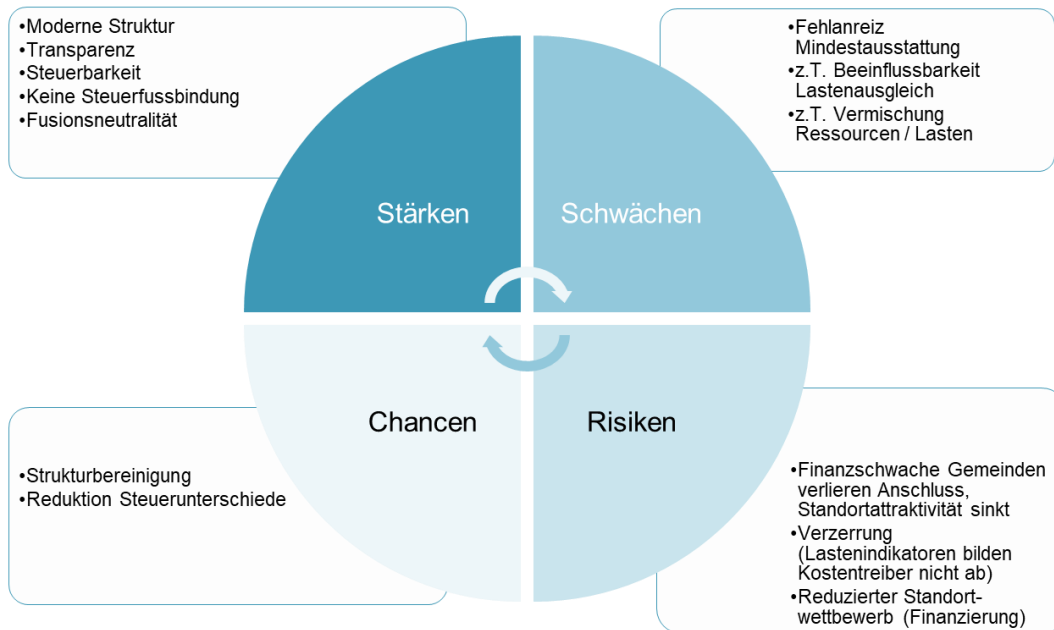 •Moderne Struktur
•Transparenz
•Steuerbarkeit
•Keine Steuerfussbindung
•Fusionsneutralität
•Fehlanreiz
Mindestausstattung
•z.T. Beeinflussbarkeit
Lastenausgleich
•z.T. Vermischung
Ressourcen / Lasten
Stärken
Schwächen
Chancen
Risiken
•Strukturbereinigung
•Reduktion Steuerunterschiede
•Finanzschwache Gemeinden
verlieren Anschluss,
Standortattraktivität sinkt
•Verzerrung
(Lastenindikatoren bilden
Kostentreiber nicht ab)
•Reduzierter Standort-
wettbewerb (Finanzierung)